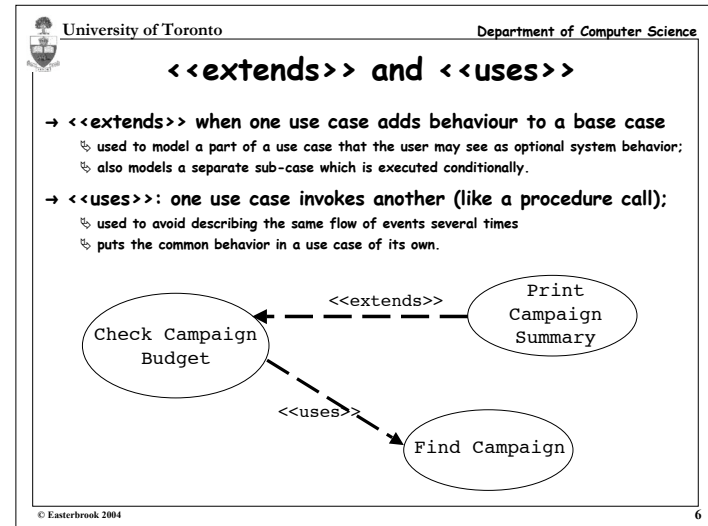 University of Toronto
Department of Computer Science
<<extends>> and <<uses>>
→ <<extends>> when one use case adds behaviour to a base case
↳ used to model a part of a use case that the user may see as optional system behavior;
↳ also models a separate sub-case which is executed conditionally.
→ <<uses>>: one use case invokes another (like a procedure call);
↳ used to avoid describing the same flow of events several times
↳ puts the common behavior in a use case of its own.
<<extends>>
Print
Campaign
Summary
Check Campaign
Budget
<<uses>>
Find Campaign
© Easterbrook 2004
6